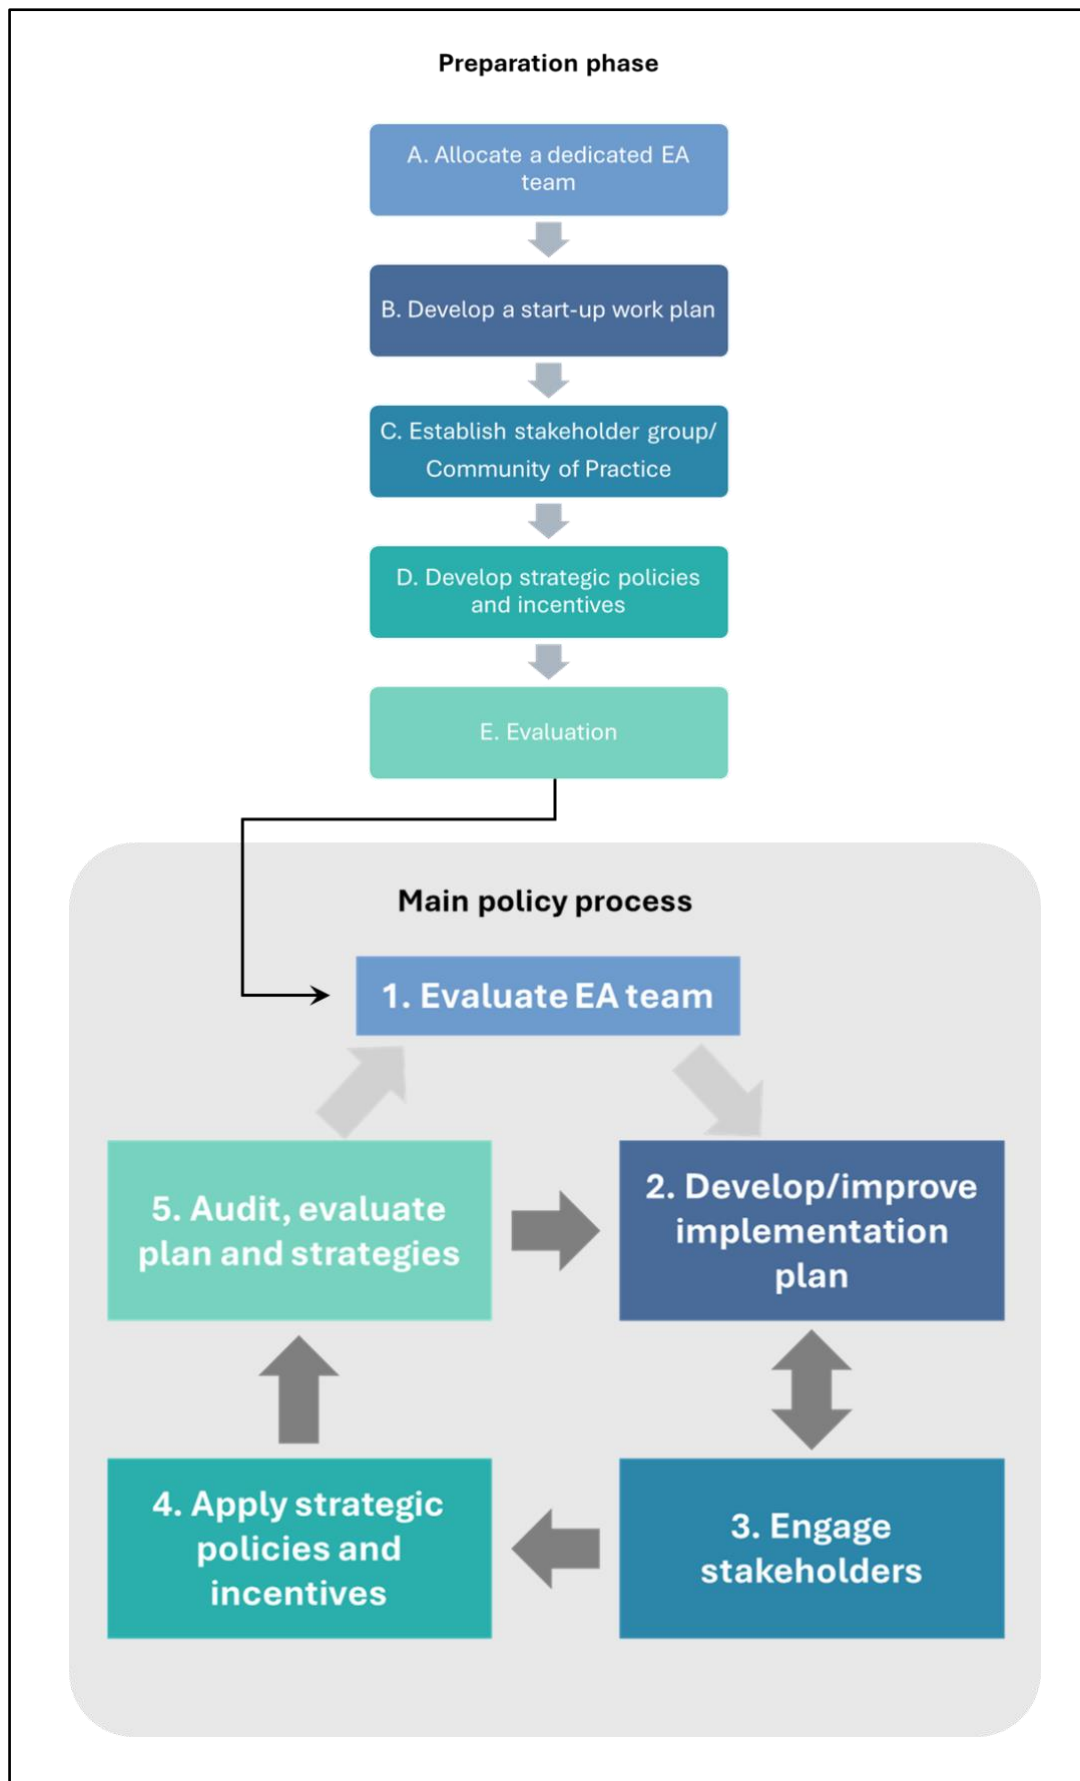 Preparation phase
A. Allocate a dedicated EA
team
B. Develop a start-up work plan
C. Establish stakeholder group/
Community of Practice
D. Develop strategic policies
and incentives
E. Evaluation
Main policy process
1. Evaluate EA team
2. Develop/improve
implementation
plan
3. Engage
stakeholders
4. Apply strategic
policies and
incentives
5. Audit, evaluate
plan and strategies